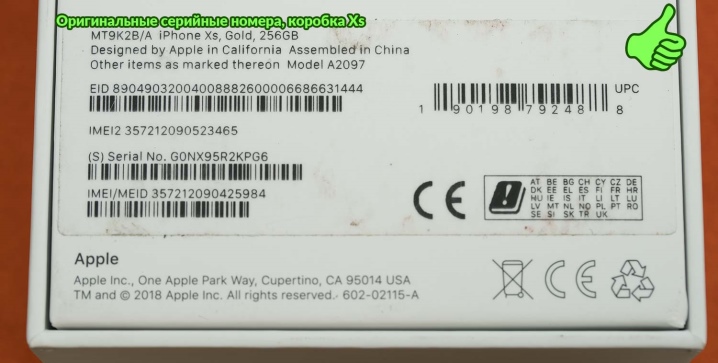 Оригинальные серийные номера, коробка Xs
MT9K2B/A iPhone Xs, Gold, 256GB
Designed by Apple in California Assembled in China
Other items as marked thereon Model A2097
EID 89049032004008882600006686631444
UPC
1 90198 79248 8
IMEI2 357212090523465
(S) Serial No. G0NX95R2KPG6
IMEI/MEID 357212090425984
CE
AT BE BG CH CY CZ DE
DK EE EL ES FI FR HR
HU IE IS IT LI LT LU
LV MT NL NO PL PT RO
SE SI SK TR UK
Apple
Apple Inc., One Apple Park Way, Cupertino, CA 95014 USA
TM and © 2018 Apple Inc. All rights reserved. 602-02115-A
CE